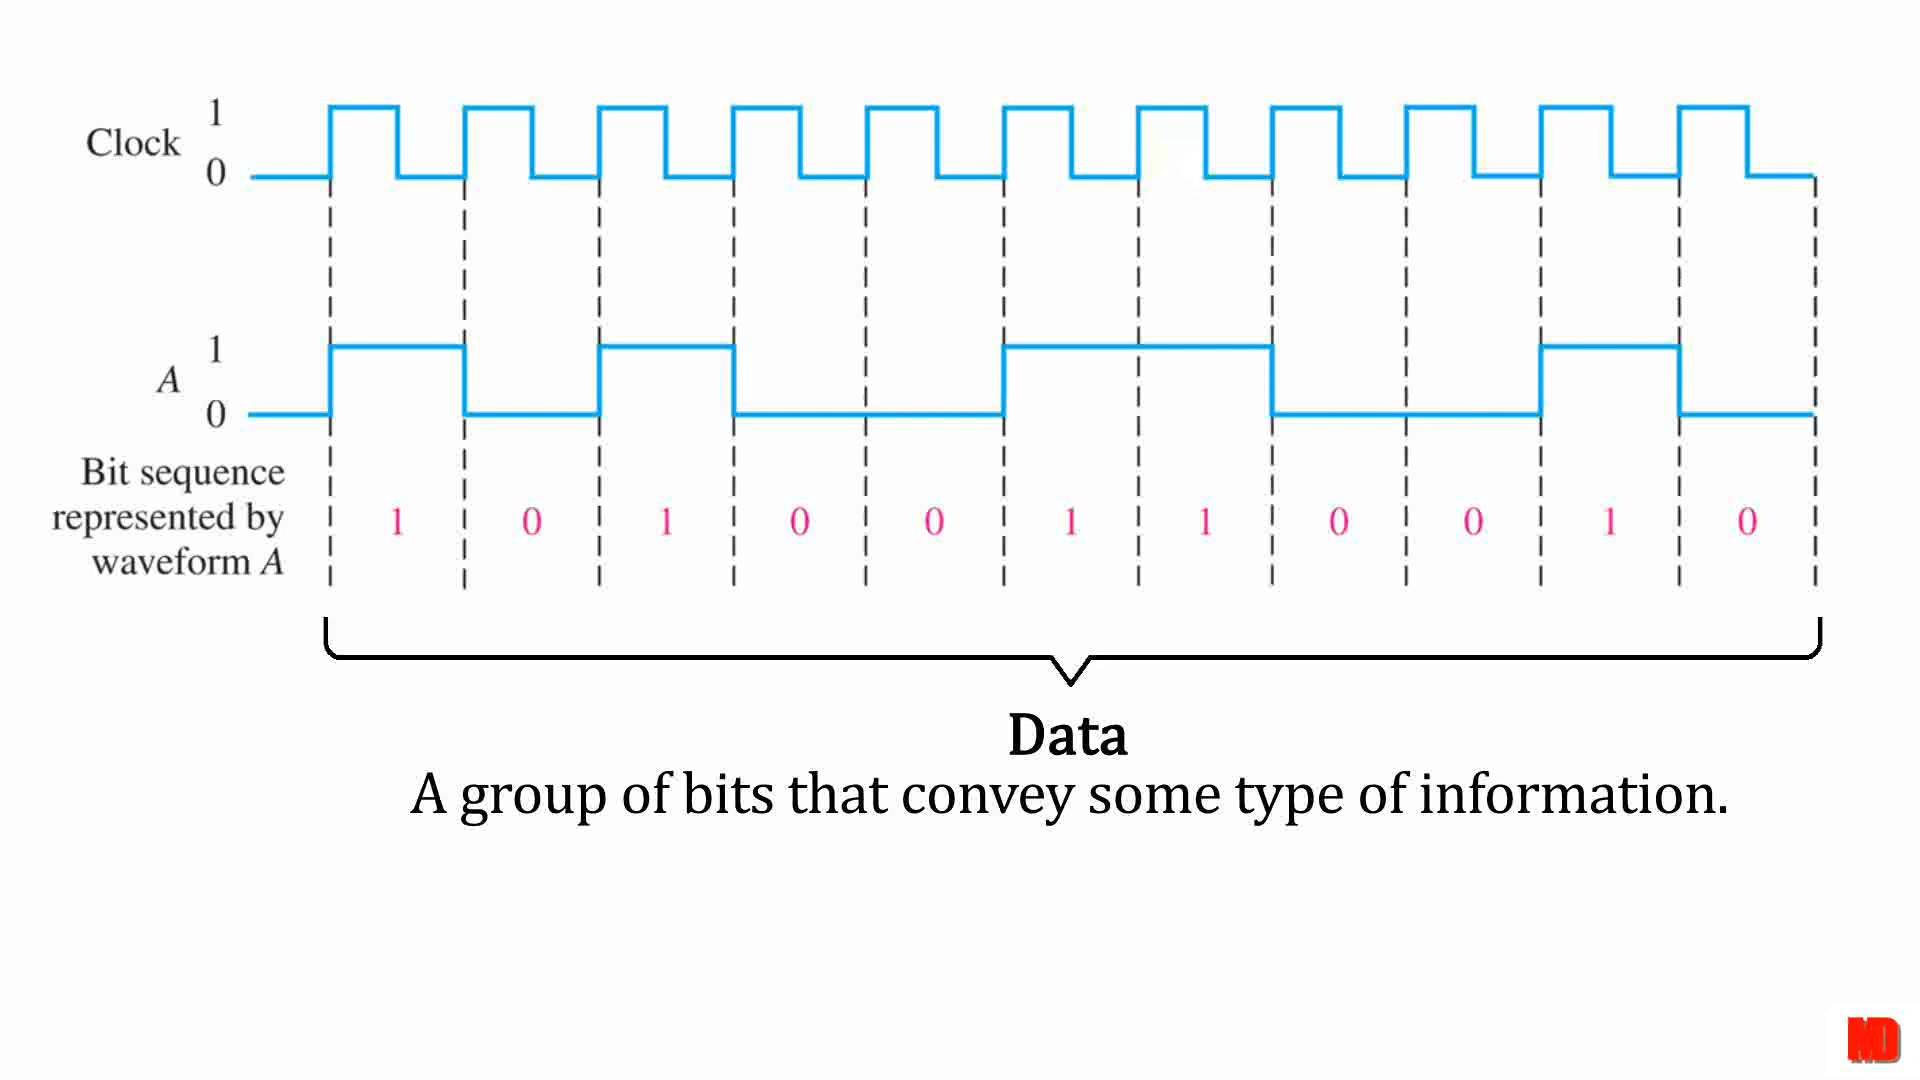 1
Clock
0
1
A
0
Bit sequence
represented by
waveform A
1 0 1 0 0 1 1 0 0 1 0
Data
A group of bits that convey some type of information.
MD